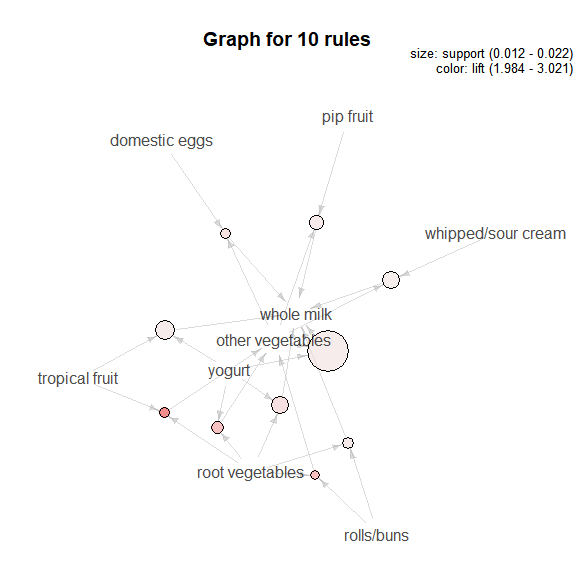 Graph for 10 rules
size: support (0.012 - 0.022)
color: lift (1.984 - 3.021)
pip fruit
domestic eggs
whipped/sour cream
whole milk
other vegetables
yogurt
tropical fruit
root vegetables
rolls/buns